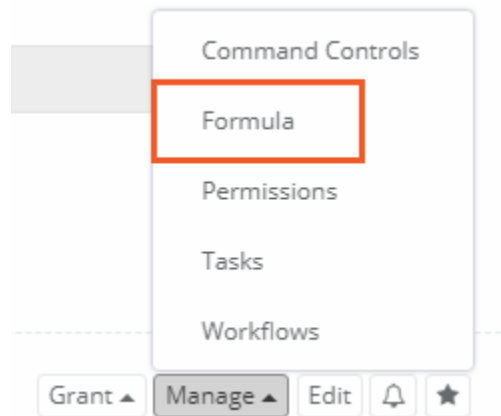 Command Controls
Formula
Permissions
Tasks
Workflows
Grant Manage Edit